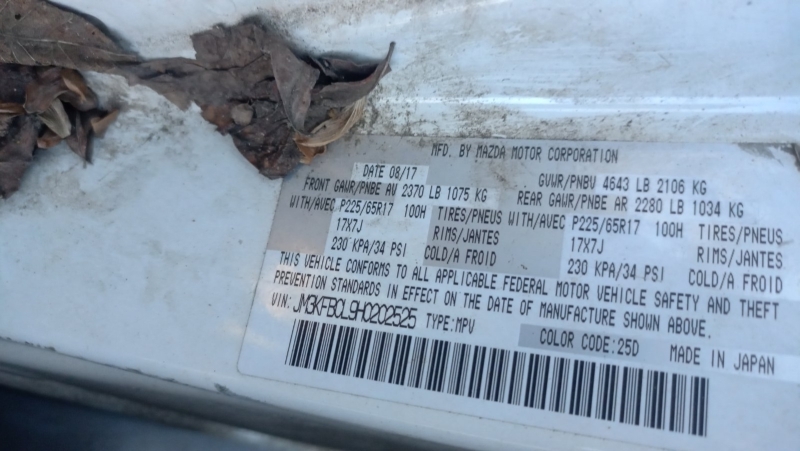 MFD. BY MAZDA MOTOR CORPORATION
DATE 08/17 GVWR/PNBV 4643 LB 2106 KG
FRONT GAWR/PNBE AV 2370 LB 1075 KG REAR GAWR/PNBE AR 2280 LB 1034 KG
WITH/AVEC P225/65R17 100H TIRES/PNEUS WITH/AVEC P225/65R17 100H TIRES/PNEUS
17X7J RIMS/JANTES 17X7J RIMS/JANTES
230 KPA/34 PSI COLD/A FROID 230 KPA/34 PSI COLD/A FROID
THIS VEHICLE CONFORMS TO ALL APPLICABLE FEDERAL MOTOR VEHICLE SAFETY AND THEFT
PREVENTION STANDARDS IN EFFECT ON THE DATE OF MANUFACTURE SHOWN ABOVE.
VIN: JM3KFBCL9H0202525 TYPE:MPV
COLOR CODE:25D MADE IN JAPAN